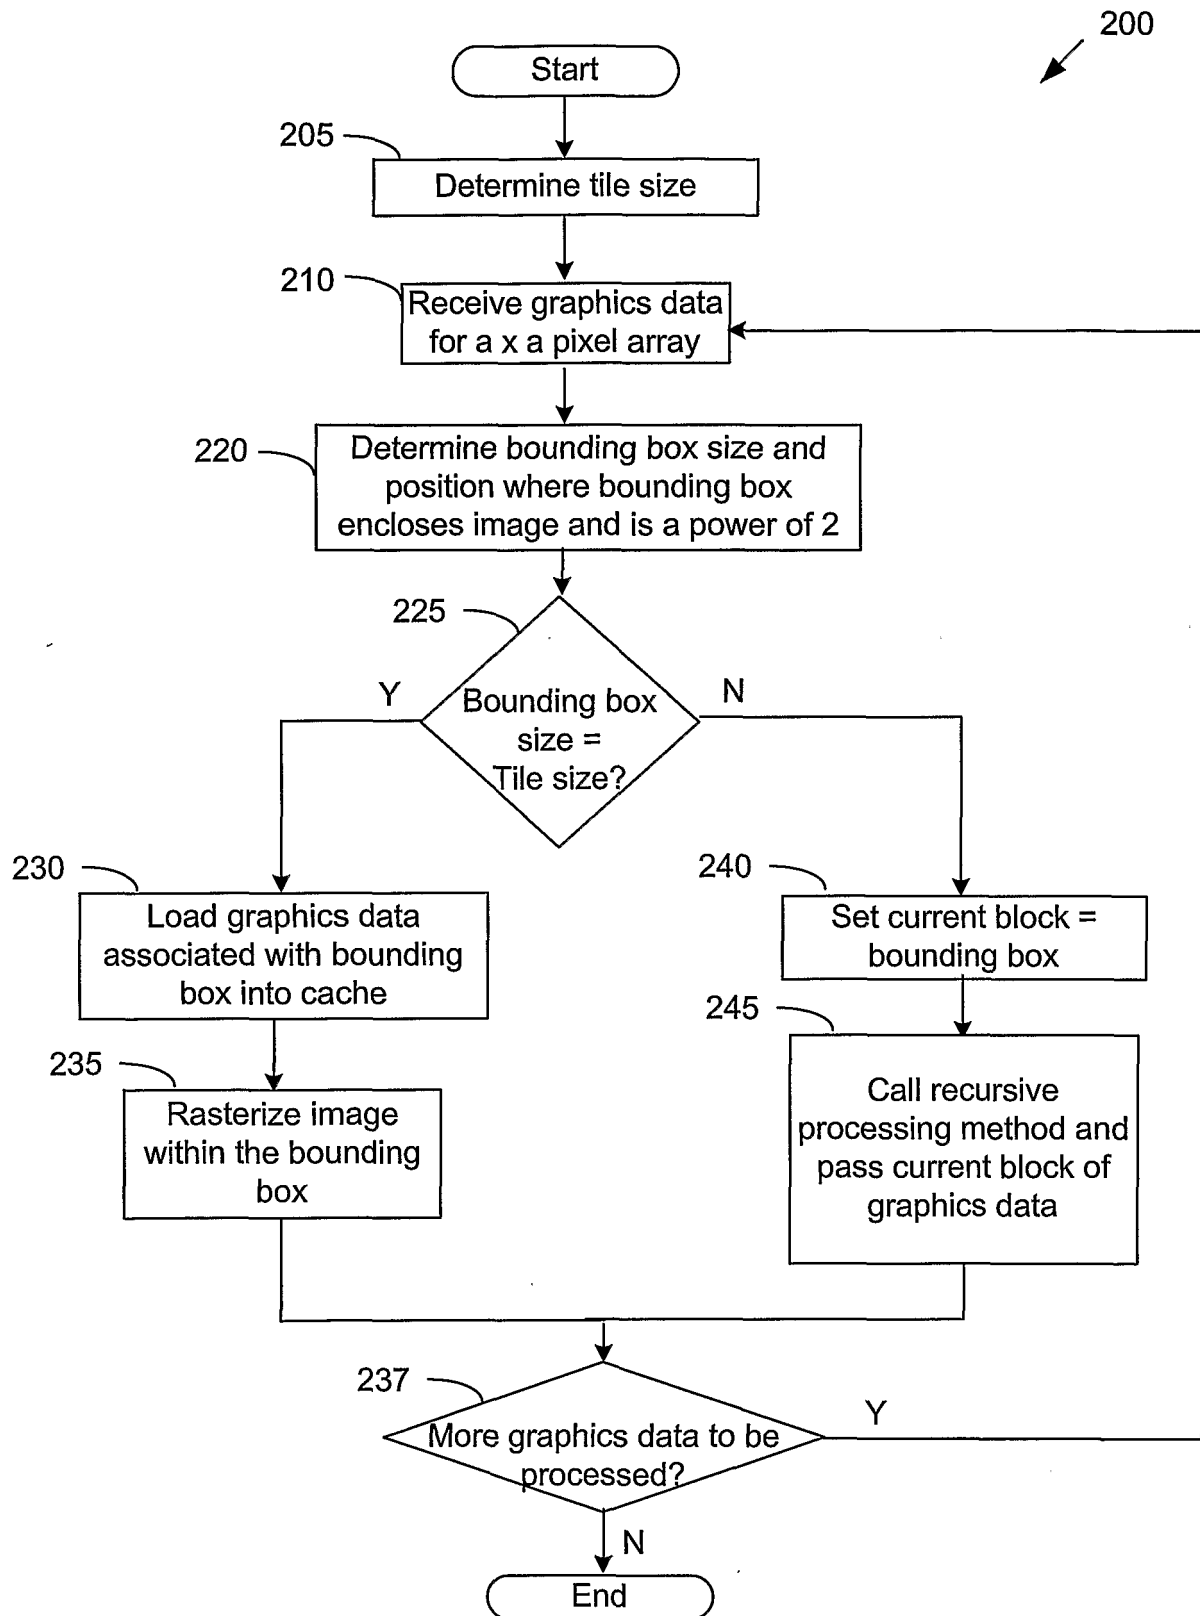 200
Start
205
Determine tile size
210
Receive graphics data
for a x a pixel array
220
Determine bounding box size and
position where bounding box
encloses image and is a power of 2
225
Y
N
Bounding box
size =
Tile size?
230
Load graphics data
associated with bounding
box into cache
240
Set current block =
bounding box
235
Rasterize image
within the bounding
box
245
Call recursive
processing method and
pass current block of
graphics data
237
More graphics data to be
processed?
Y
N
End